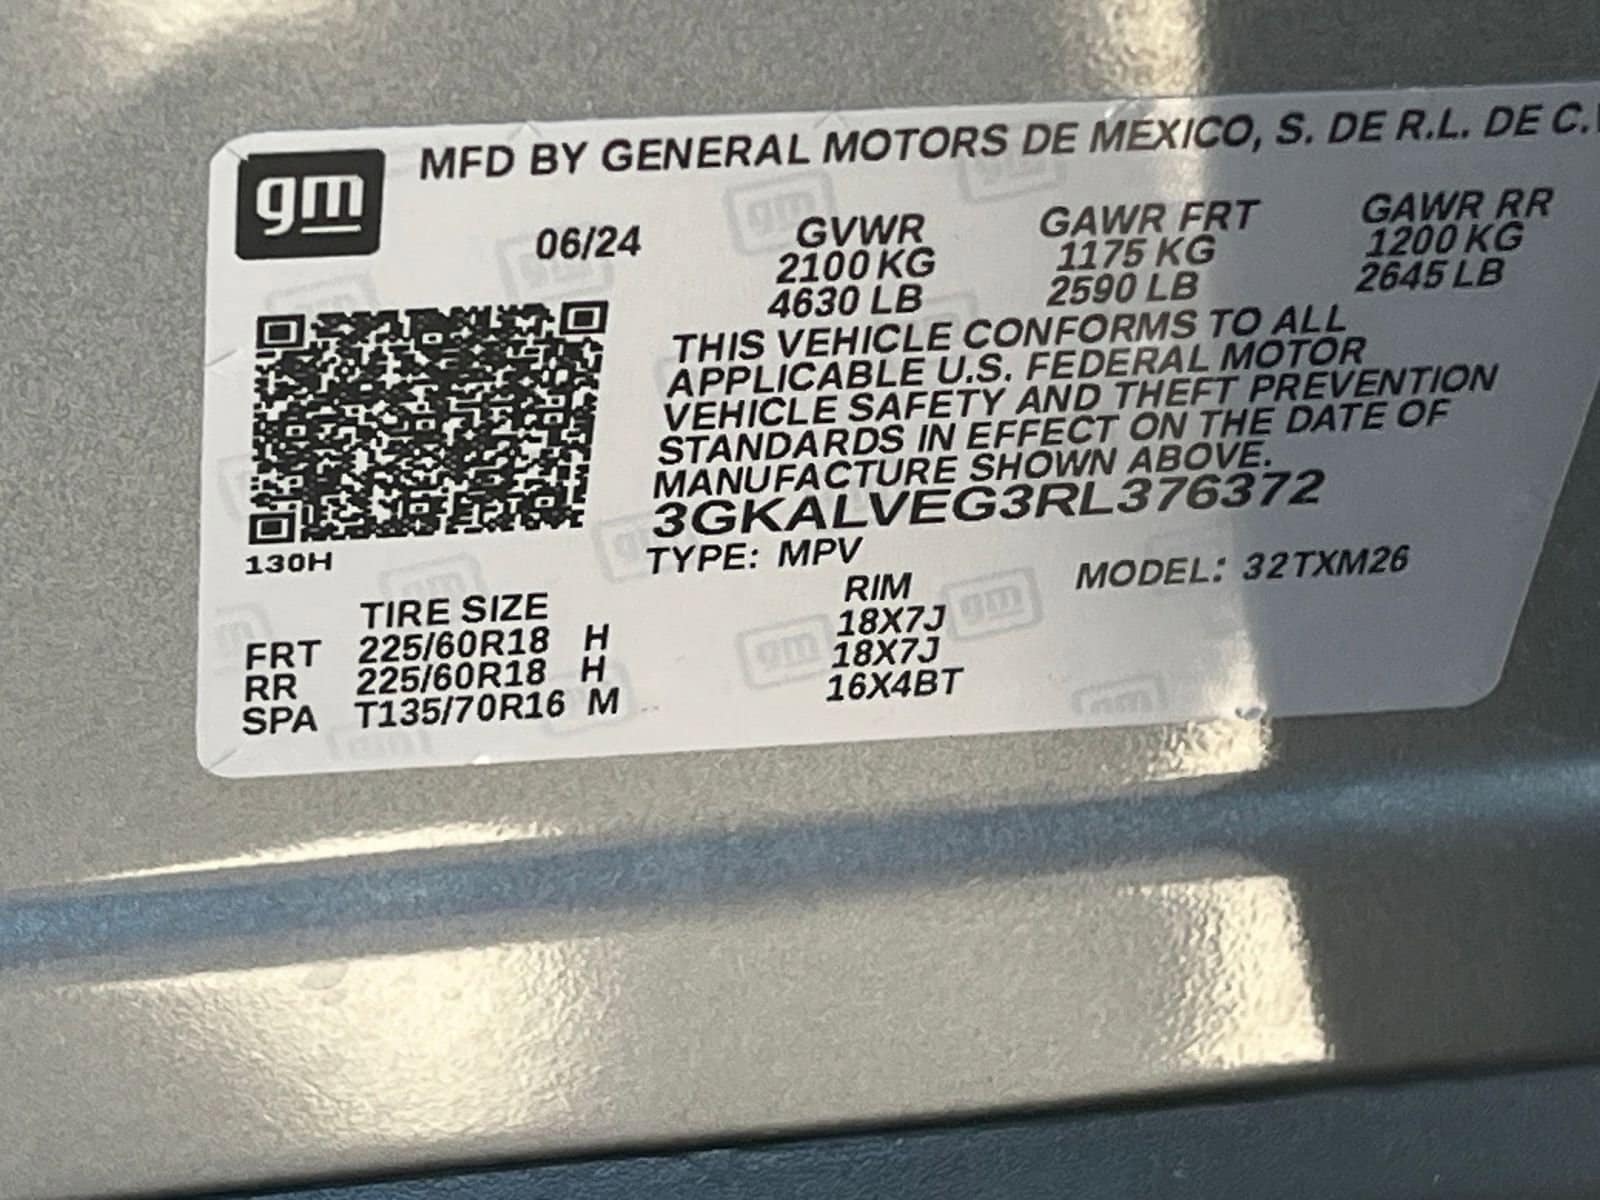 gm
MFD BY GENERAL MOTORS DE MEXICO, S. DE R.L. DE C.
06/24
GVWR GAWR FRT GAWR RR
2100 KG 1175 KG 1200 KG
4630 LB 2590 LB 2645 LB
THIS VEHICLE CONFORMS TO ALL
APPLICABLE U.S. FEDERAL MOTOR
VEHICLE SAFETY AND THEFT PREVENTION
STANDARDS IN EFFECT ON THE DATE OF
MANUFACTURE SHOWN ABOVE.
3GKALVEG3RL376372
130H
TYPE: MPV MODEL: 32TXM26
TIRE SIZE RIM
FRT 225/60R18 H 18X7J
RR 225/60R18 H 18X7J
SPA T135/70R16 M 16X4BT